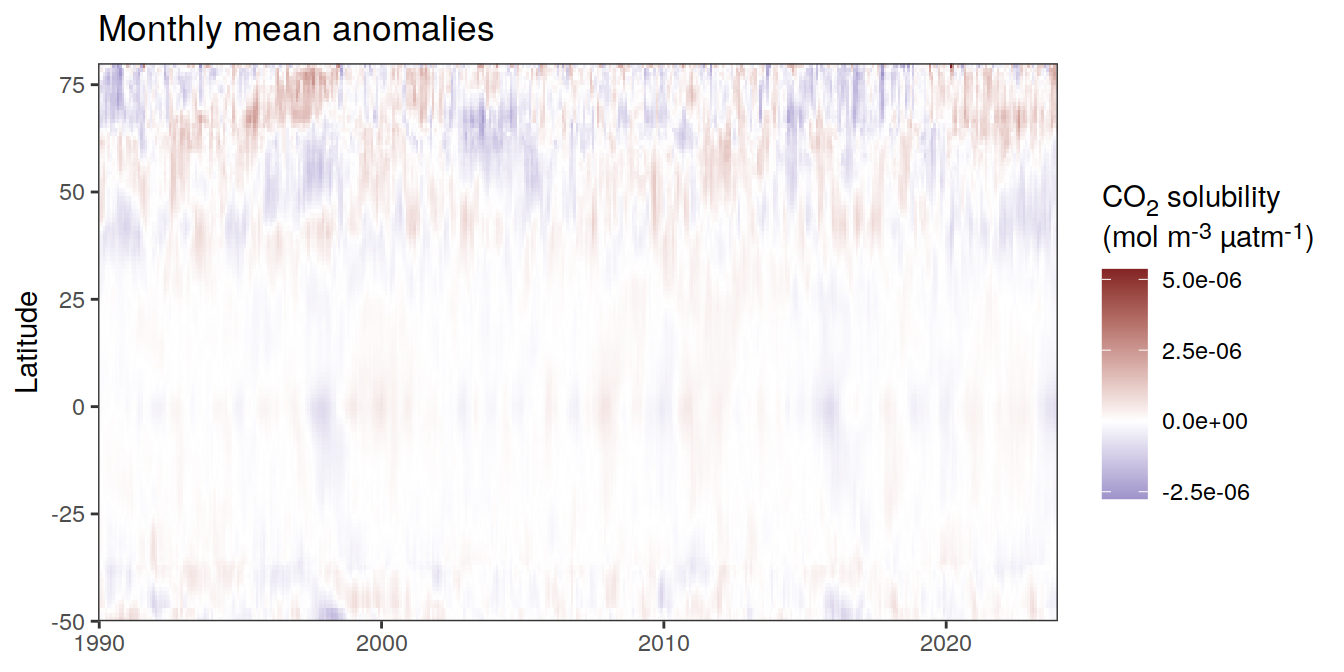 Monthly mean anomalies
Latitude
75
50
25
0
-25
-50
1990
2000
2010
2020
CO₂ solubility
(mol m⁻³ µatm⁻¹)
5.0e-06
2.5e-06
0.0e+00
-2.5e-06